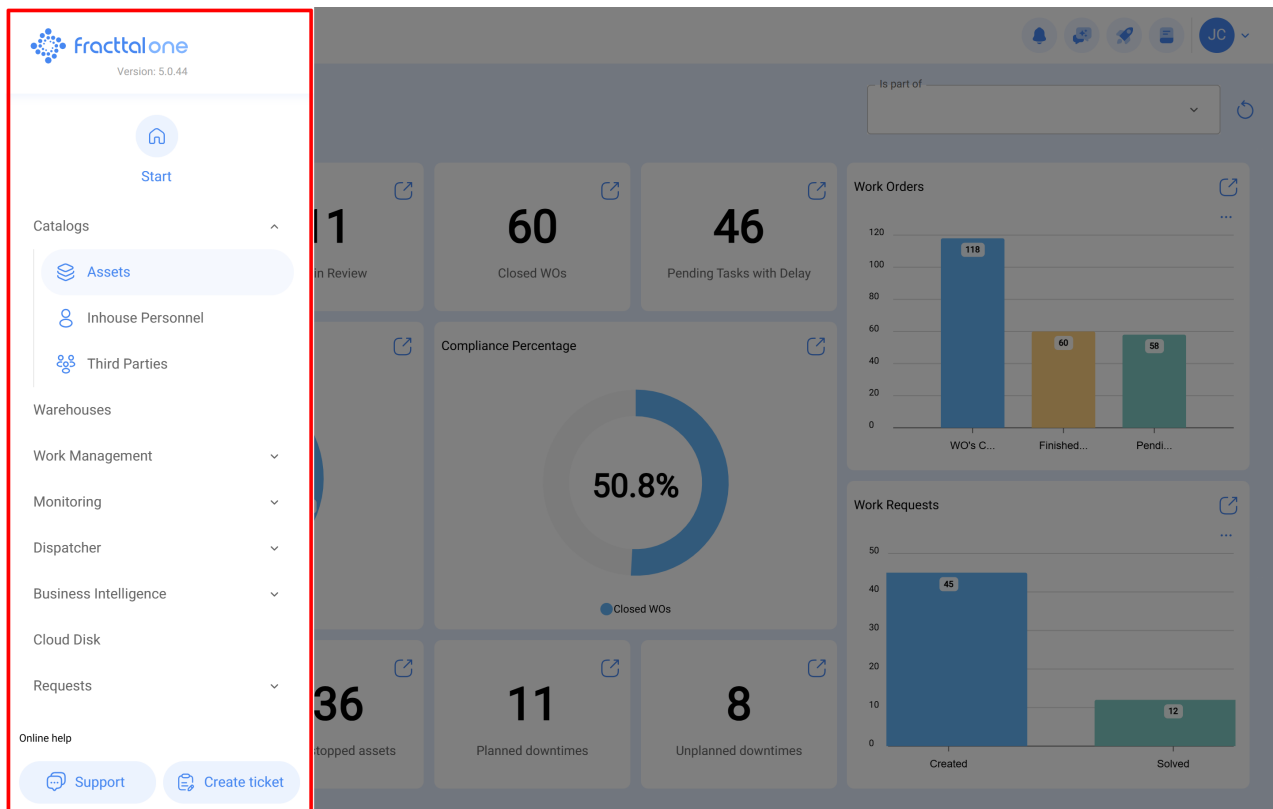 fracttal one
Version: 5.0.44
Start
Catalogs
Assets
Inhouse Personnel
Third Parties
Warehouses
Work Management
Monitoring
Dispatcher
Business Intelligence
Cloud Disk
Requests
Online help
Support
Create ticket
JC
Is part of
in Review
60
Closed WOs
46
Pending Tasks with Delay
Work Orders
120
100
80
60
40
20
0
118
60
58
WO's C...
Finished...
Pendi...
Compliance Percentage
50.8%
Closed WOs
Work Requests
50
40
30
20
10
0
45
12
Created
Solved
36
stopped assets
11
Planned downtimes
8
Unplanned downtimes